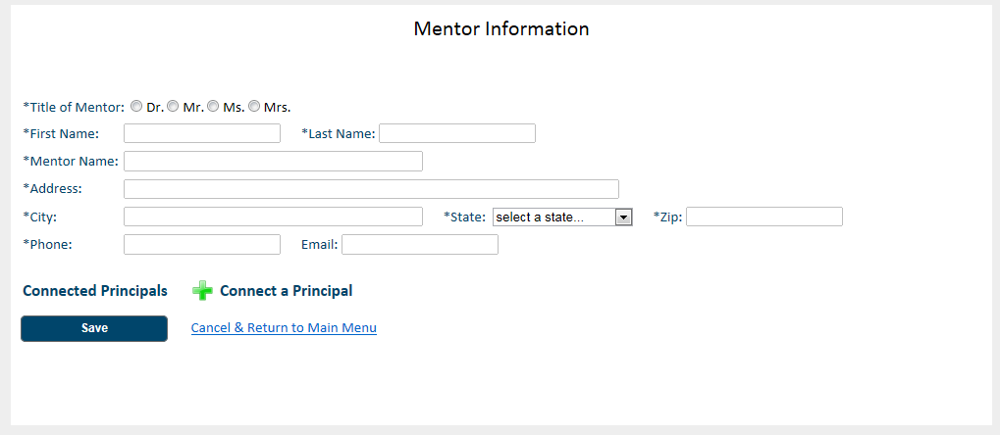 Mentor Information
*Title of Mentor: Dr. Mr. Ms. Mrs.
*First Name: *Last Name:
*Mentor Name:
*Address:
*City: *State: select a state... *Zip:
*Phone: Email:
Connected Principals Connect a Principal
Save Cancel & Return to Main Menu